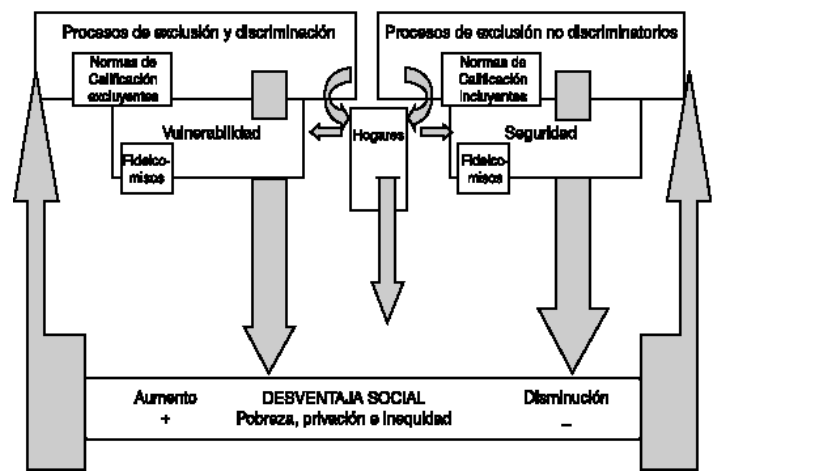 Procesos de exclusión y discriminación
Normas de
Calificación
excluyentes
Vulnerabilidad
Fideico-
misos
Hogares
Procesos de exclusión no discriminatorios
Normas de
Calificación
incluyentes
Seguridad
Fideico-
misos
Aumento
+
DESVENTAJA SOCIAL
Pobreza, privación e inequidad
Disminución
–